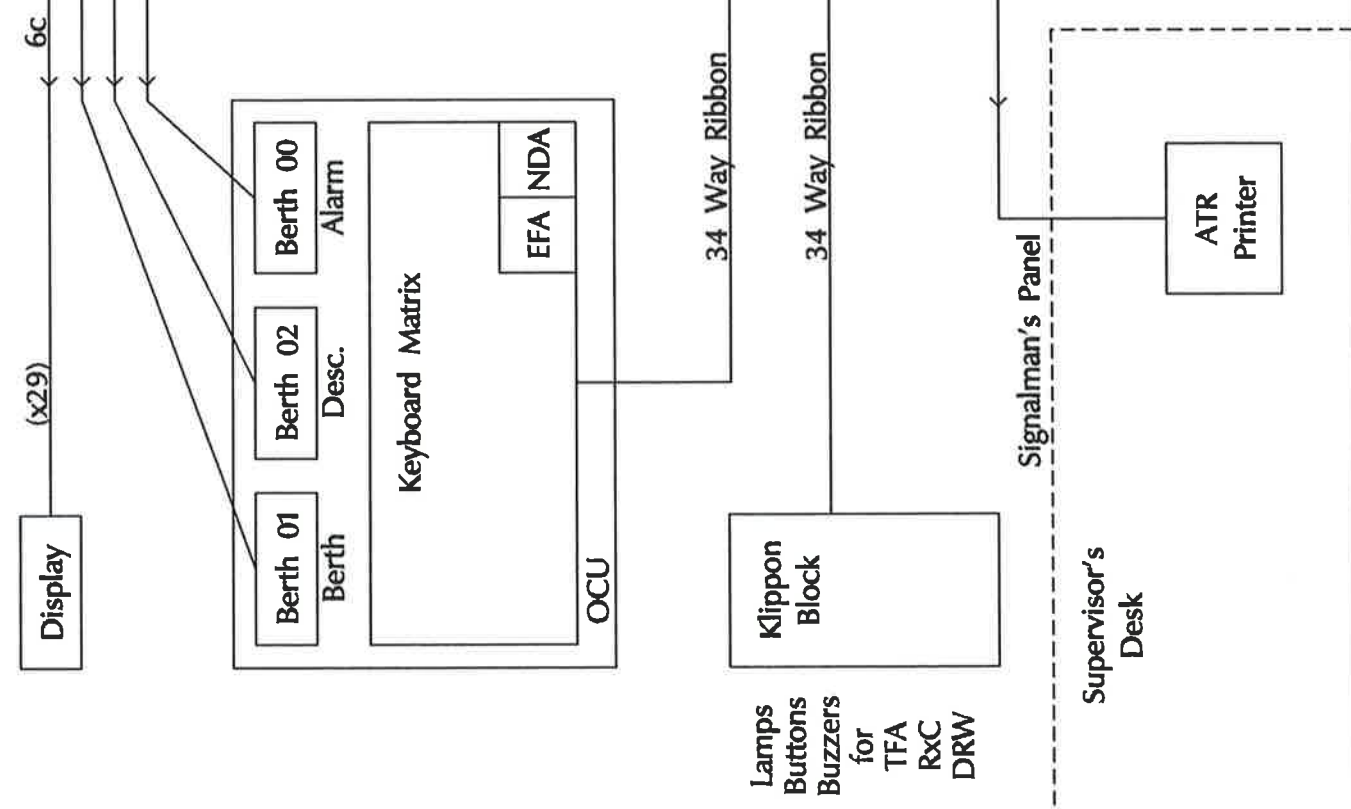 6c
(x29)
Display
Berth 01
Berth
Berth 02
Desc.
Berth 00
Alarm
Keyboard Matrix
EFA
NDA
OCU
34 Way Ribbon
34 Way Ribbon
Klippon
Block
Lamps
Buttons
Buzzers
for
TFA
RxC
DRW
Signalman's Panel
Supervisor's
Desk
ATR
Printer